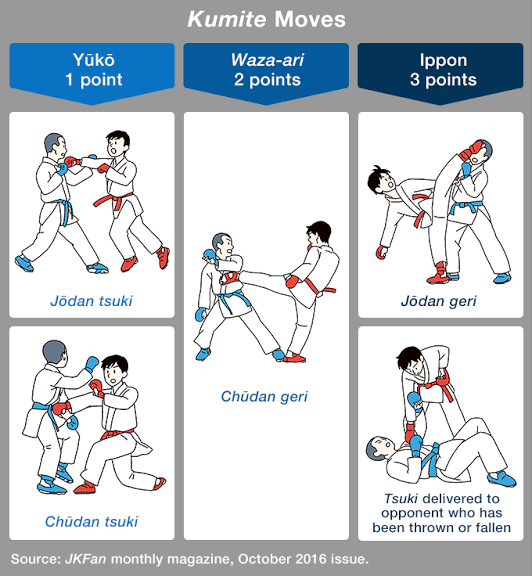 Kumite Moves
Yūkō
1 point
Waza-ari
2 points
Ippon
3 points
Jōdan tsuki
Chūdan tsuki
Chūdan geri
Jōdan geri
Tsuki delivered to
opponent who has
been thrown or fallen
Source: JKFan monthly magazine, October 2016 issue.